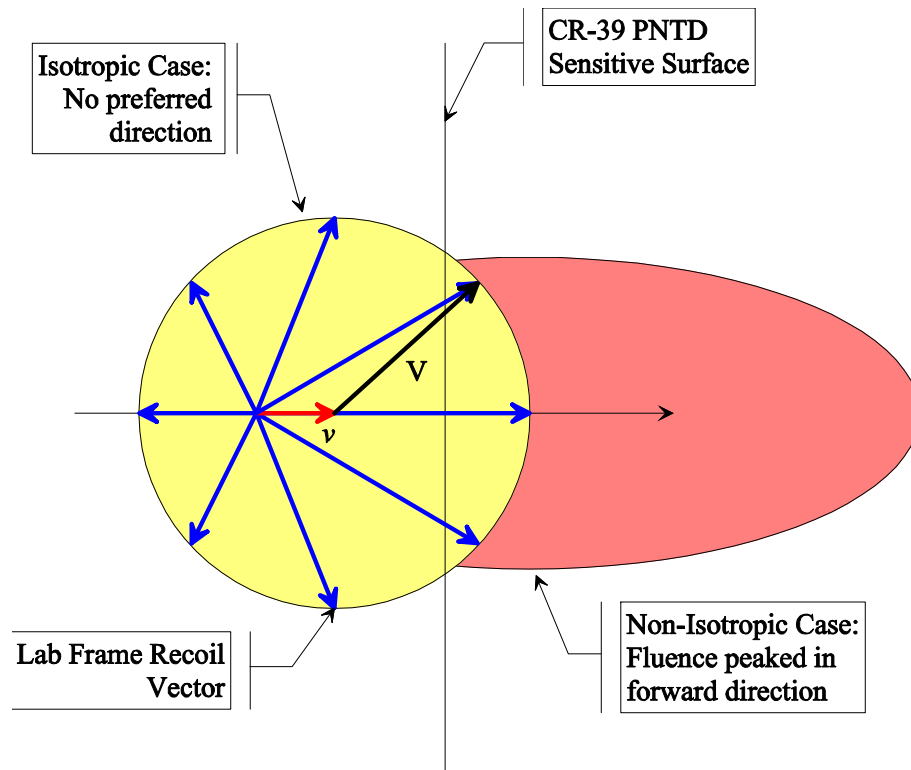 CR-39 PNTD
Sensitive Surface
Isotropic Case:
No preferred
direction
V
v
Lab Frame Recoil
Vector
Non-Isotropic Case:
Fluence peaked in
forward direction